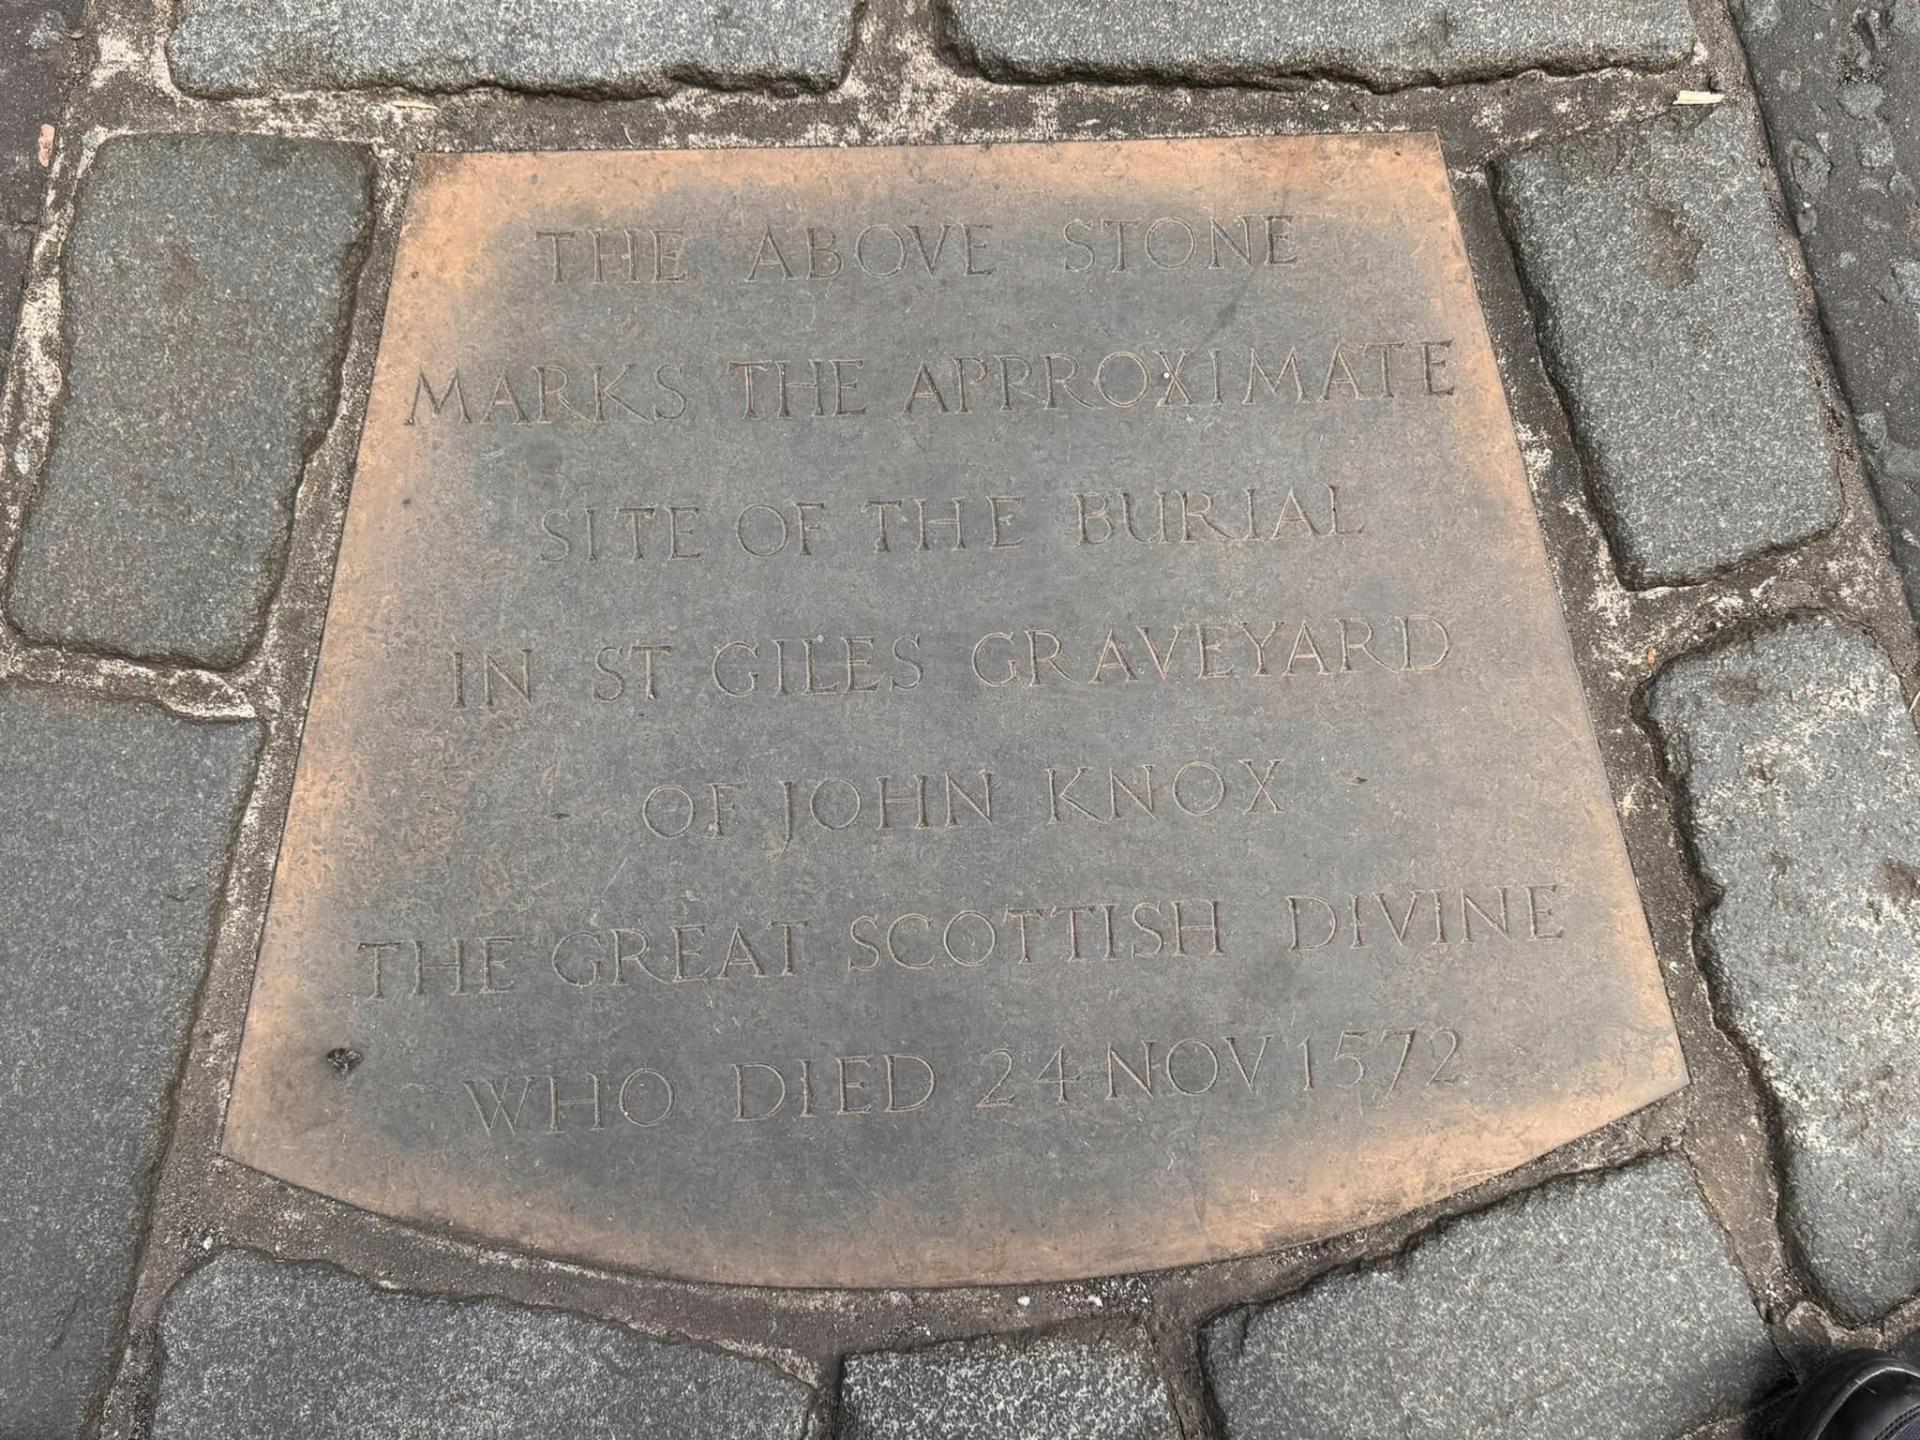 THE ABOVE STONE
MARKS THE APPROXIMATE
SITE OF THE BURIAL
IN ST GILES GRAVEYARD
OF JOHN KNOX
THE GREAT SCOTTISH DIVINE
WHO DIED 24 NOV 1572